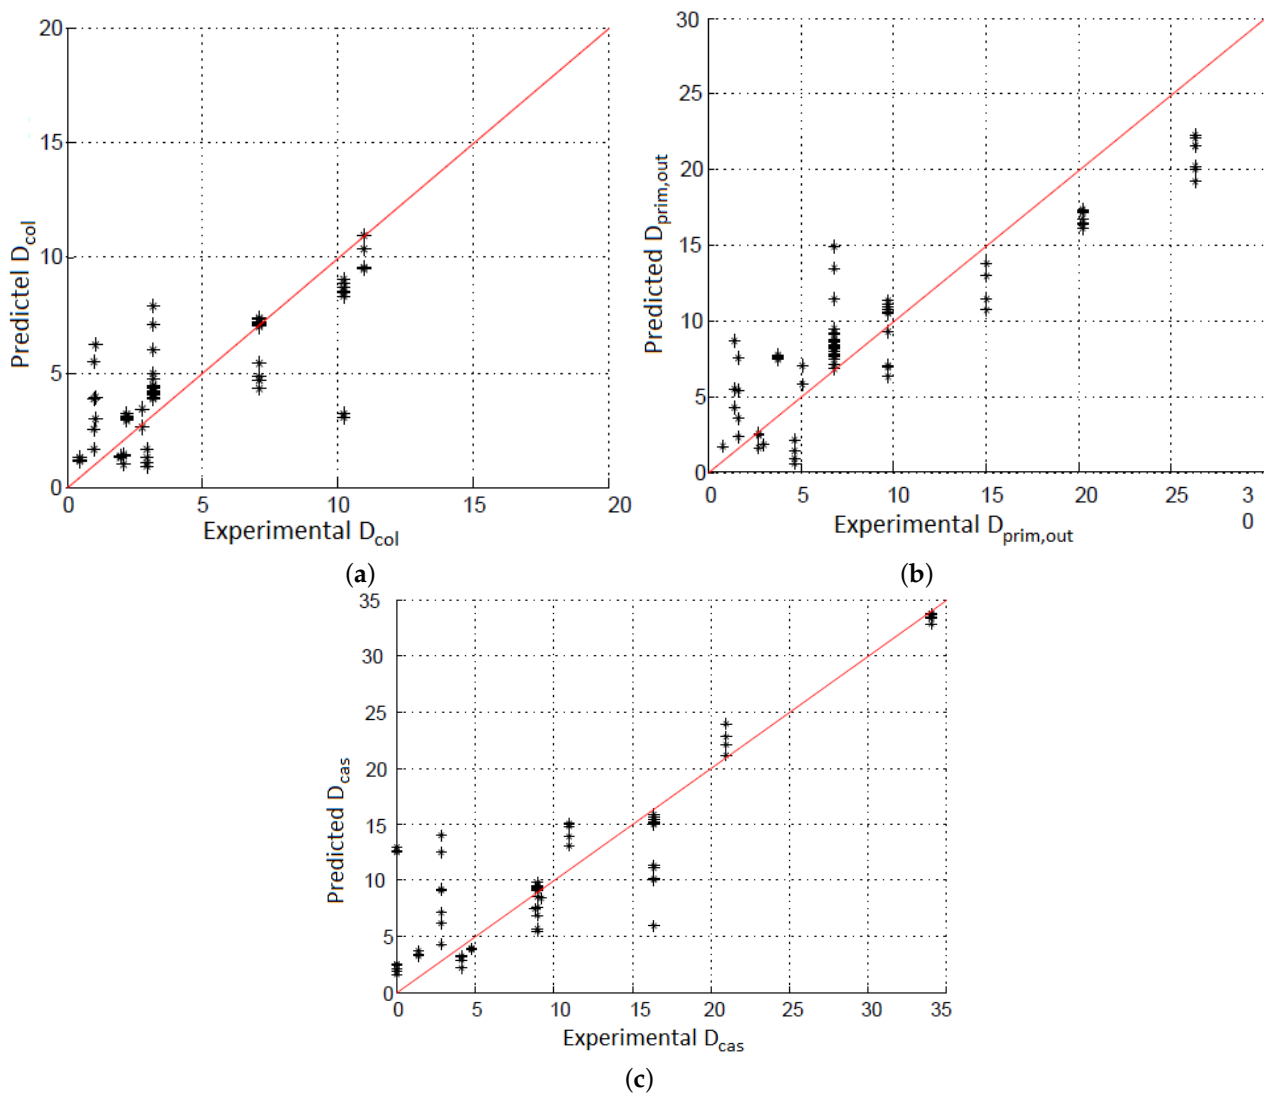 20
15
10
5
0
0 5 10 15 20
Predictel D_col
Experimental D_col
(a)
30
25
20
15
10
5
0
0 5 10 15 20 25 3
0
Predicted D_prim,out
Experimental D_prim,out
(b)
35
30
25
20
15
10
5
0
0 5 10 15 20 25 30 35
Predicted D_cas
Experimental D_cas
(c)